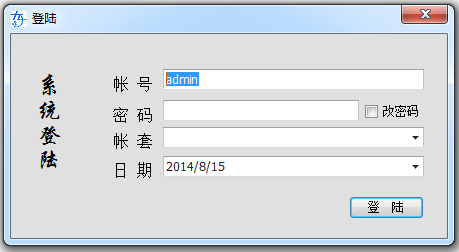 登陆
系统登陆
帐 号 admin
密 码 改密码
帐 套
日 期 2014/8/15
登 陆